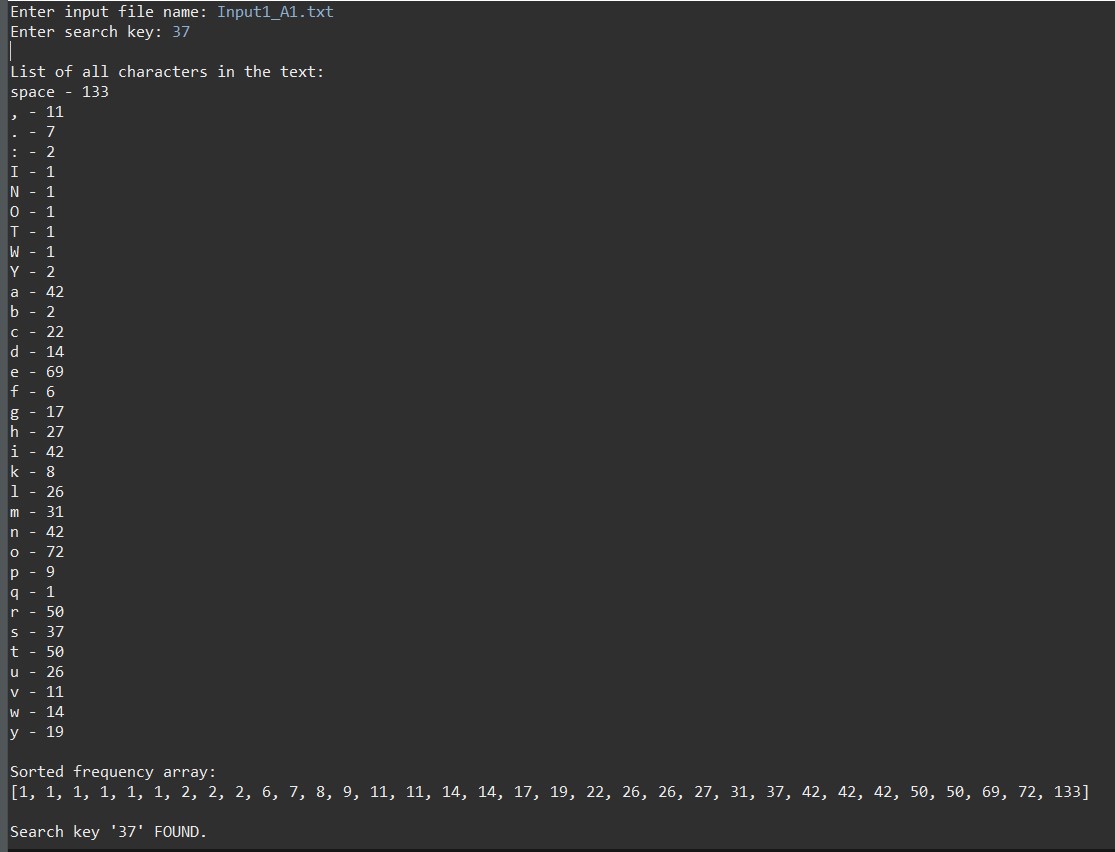 Enter input file name: Input1_A1.txt
Enter search key: 37
List of all characters in the text:
space - 133
, - 11
. - 7
: - 2
I - 1
N - 1
O - 1
T - 1
W - 1
Y - 2
a - 42
b - 2
c - 22
d - 14
e - 69
f - 6
g - 17
h - 27
i - 42
k - 8
l - 26
m - 31
n - 42
o - 72
p - 9
q - 1
r - 50
s - 37
t - 50
u - 26
v - 11
w - 14
y - 19
Sorted frequency array:
[1, 1, 1, 1, 1, 1, 2, 2, 2, 6, 7, 8, 9, 11, 11, 14, 14, 17, 19, 22, 26, 26, 27, 31, 37, 42, 42, 42, 50, 50, 69, 72, 133]
Search key '37' FOUND.